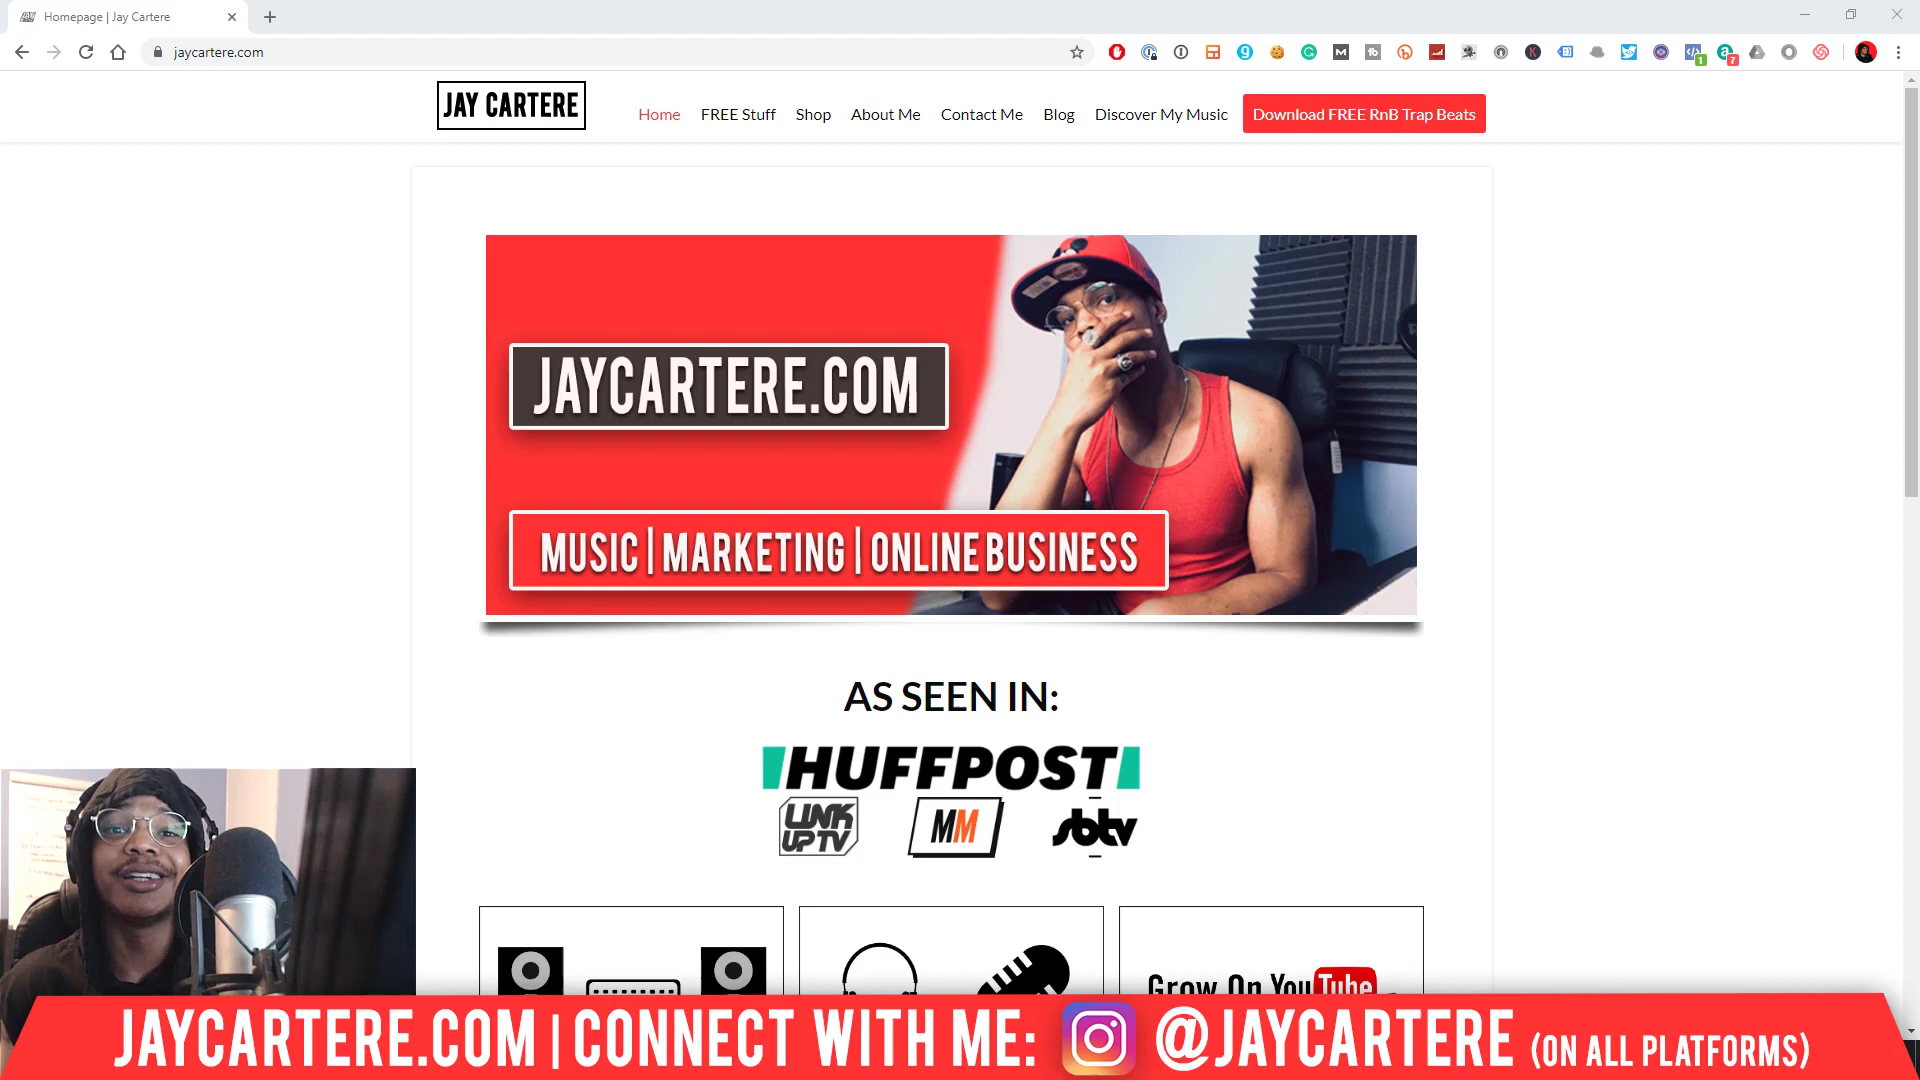 Homepage | Jay Cartere
jaycartere.com
JAY CARTERE
Home
FREE Stuff
Shop
About Me
Contact Me
Blog
Discover My Music
Download FREE RnB Trap Beats
JAYCARTERE.COM
MUSIC | MARKETING | ONLINE BUSINESS
AS SEEN IN:
HUFFPOST
LINK UP TV
MM
sbtv
Grow On YouTube
JAYCARTERE.COM | CONNECT WITH ME: @JAYCARTERE (ON ALL PLATFORMS)